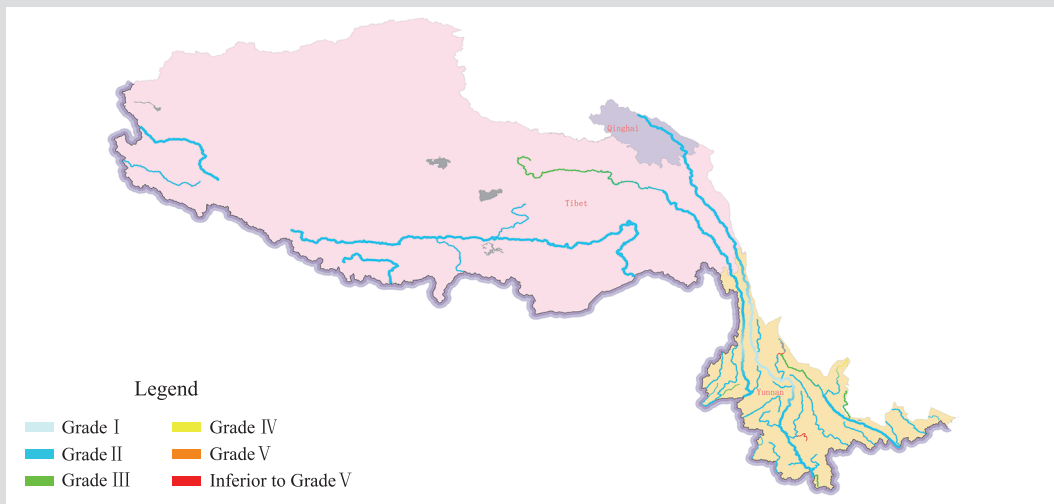 Qinghai
Tibet
Yunnan
Legend
Grade Ⅰ
Grade Ⅱ
Grade Ⅲ
Grade Ⅳ
Grade Ⅴ
Inferior to Grade Ⅴ